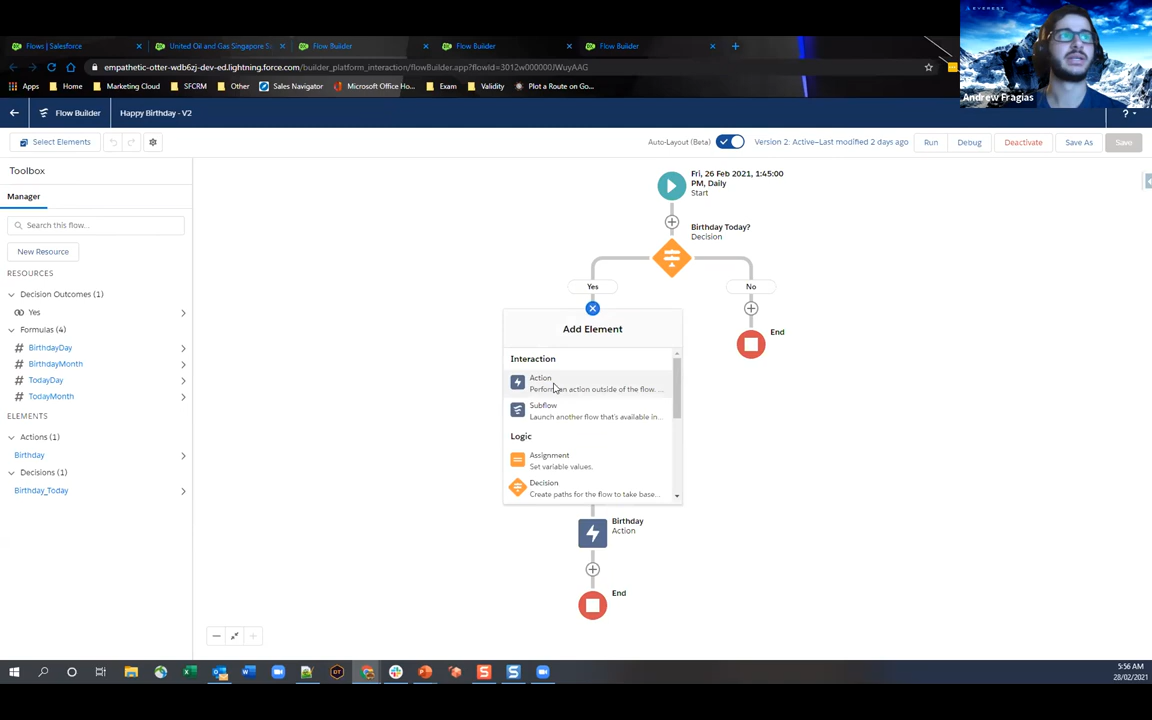 LEVEREST
Flows | Salesforce
United Oil and Gas Singapore S
Flow Builder
Flow Builder
Flow Builder
empathetic-otter-wdb6zj-dev-ed.lightning.force.com/builder_platform_interaction/flowBuilder.app?flowId=3012w000000JWuyAAG
Apps
Home
Marketing Cloud
SFCRM
Other
Sales Navigator
Microsoft Office Ho...
Exam
Validity
Plot a Route on Go...
Andrew Fragias
Flow Builder
Happy Birthday - V2
?
Select Elements
Auto-Layout (Beta)
Version 2: Active—Last modified 2 days ago
Run
Debug
Deactivate
Save As
Save
Toolbox
Manager
Search this flow...
New Resource
RESOURCES
Decision Outcomes (1)
Yes
Formulas (4)
BirthdayDay
BirthdayMonth
TodayDay
TodayMonth
ELEMENTS
Actions (1)
Birthday
Decisions (1)
Birthday_Today
Fri, 26 Feb 2021, 1:45:00
PM, Daily
Start
Birthday Today?
Decision
Yes
No
End
Add Element
Interaction
Action
Perform an action outside of the flow. ...
Subflow
Launch another flow that's available in...
Logic
Assignment
Set variable values.
Decision
Create paths for the flow to take base...
Birthday
Action
End
5:56 AM
28/02/2021